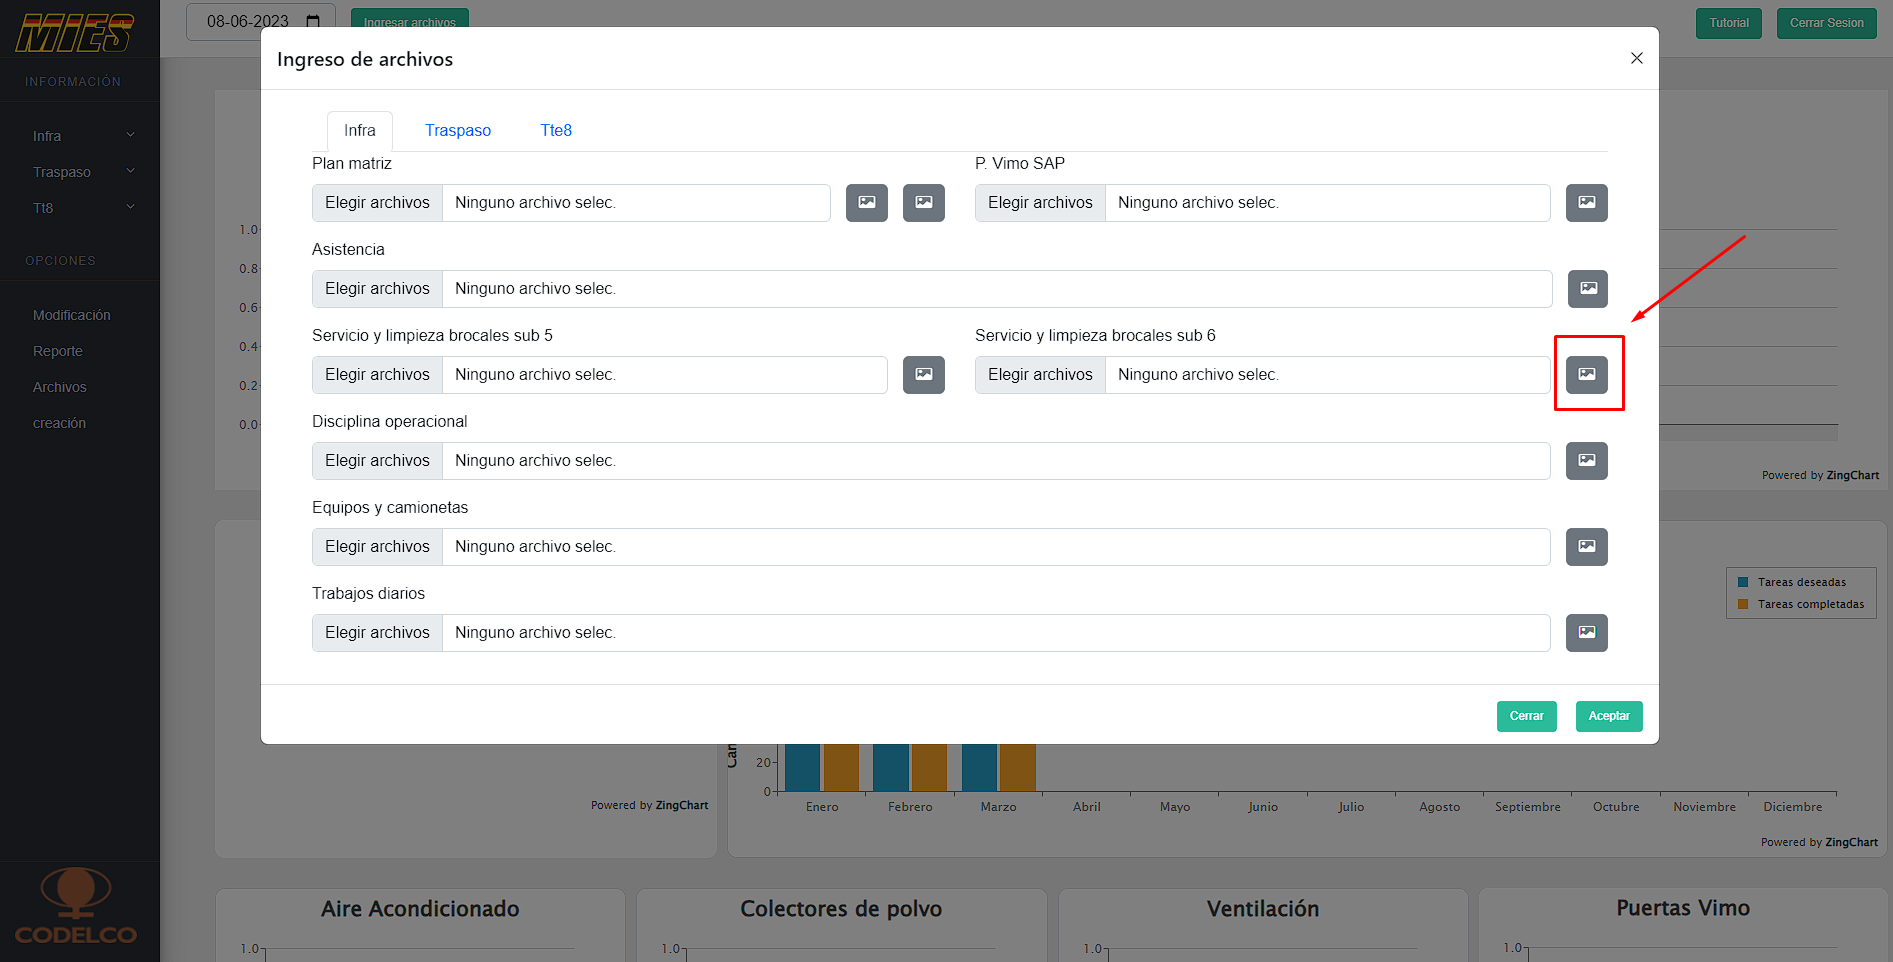 MIES
08-06-2023
Ingresar archivos
Tutorial
Cerrar Sesion
INFORMACIÓN
Infra
Traspaso
Tt8
OPCIONES
Modificación
Reporte
Archivos
creación
CODELCO
Ingreso de archivos
Infra
Traspaso
Tte8
Plan matriz
P. Vimo SAP
Elegir archivos
Ninguno archivo selec.
Elegir archivos
Ninguno archivo selec.
Asistencia
Elegir archivos
Ninguno archivo selec.
Servicio y limpieza brocales sub 5
Servicio y limpieza brocales sub 6
Elegir archivos
Ninguno archivo selec.
Elegir archivos
Ninguno archivo selec.
Disciplina operacional
Elegir archivos
Ninguno archivo selec.
Equipos y camionetas
Elegir archivos
Ninguno archivo selec.
Trabajos diarios
Elegir archivos
Ninguno archivo selec.
Cerrar
Aceptar
1.0
0.8
0.6
0.4
0.2
0.0
Powered by ZingChart
Tareas deseadas
Tareas completadas
Powered by ZingChart
20
0
Enero
Febrero
Marzo
Abril
Mayo
Junio
Julio
Agosto
Septiembre
Octubre
Noviembre
Diciembre
Powered by ZingChart
Aire Acondicionado
1.0
Colectores de polvo
1.0
Ventilación
1.0
Puertas Vimo
1.0